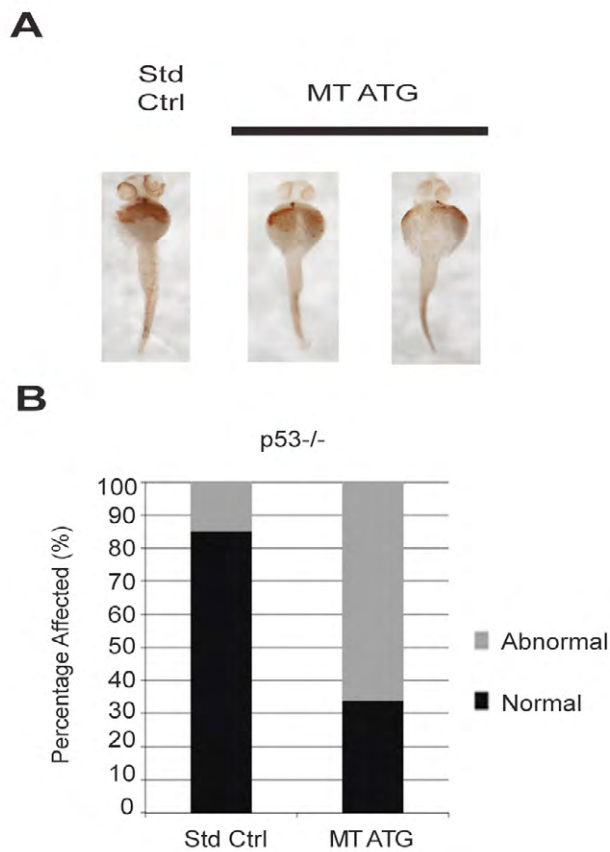 A
Std
Ctrl
MT ATG
B
p53-/-
Percentage Affected (%)
100
90
80
70
60
50
40
30
20
10
0
Abnormal
Normal
Std Ctrl
MT ATG